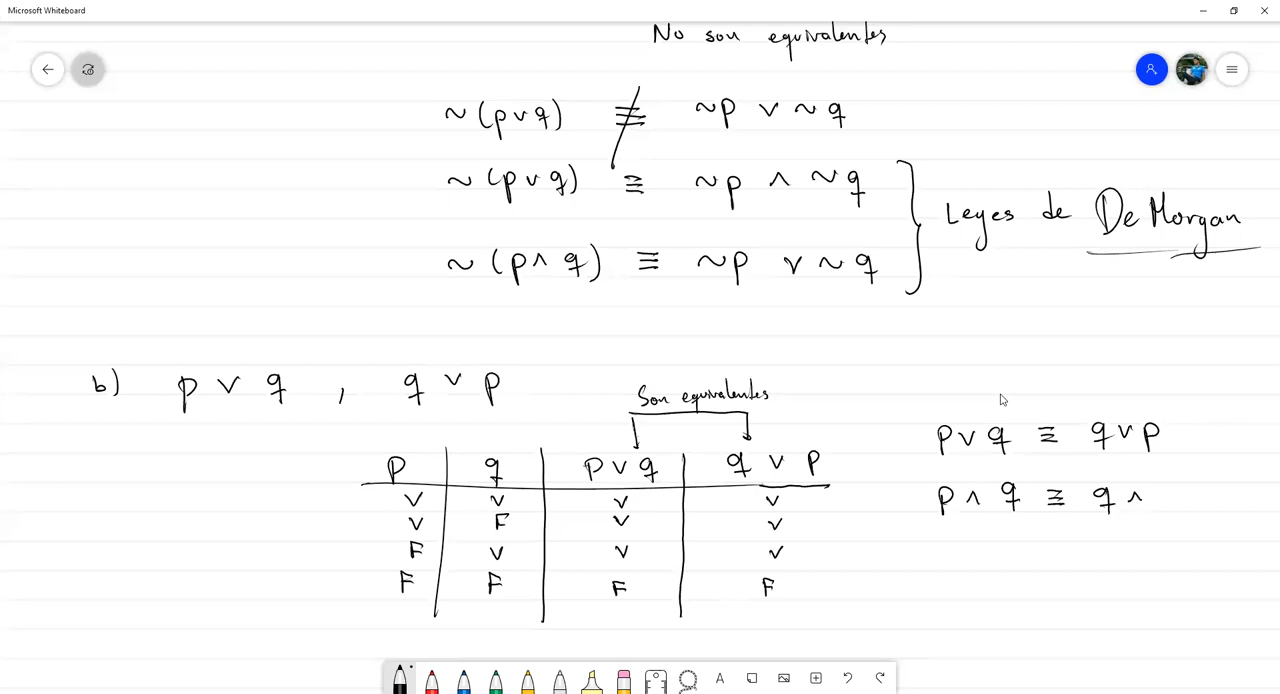 Microsoft Whiteboard
No son equivalentes
~(p∨q) ≢ ~p ∨ ~q
~(p∨q) ≡ ~p ∧ ~q
Leyes de De Morgan
~(p∧q) ≡ ~p ∨ ~q
b) p ∨ q , q ∨ p
Son equivalentes
p q p∨q q ∨ p
V V V V
V F V V
F V V V
F F F F
p∨q ≡ q∨p
p ∧ q ≡ q ∧
A